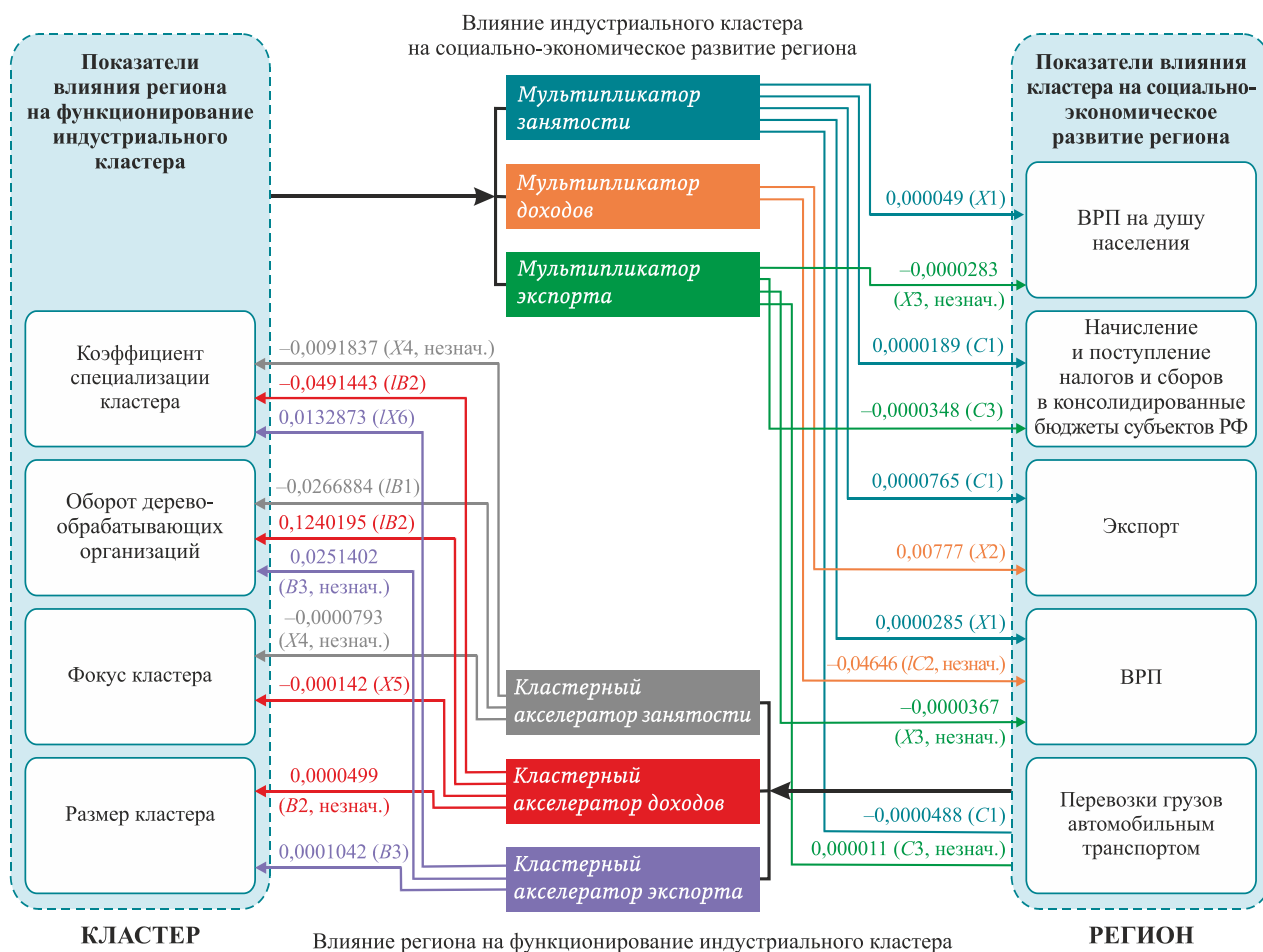 Влияние индустриального кластера
на социально-экономическое развитие региона
Показатели
влияния региона
на функционирование
индустриального
кластера
Мультипликатор
занятости
Мультипликатор
доходов
Мультипликатор
экспорта
Показатели влияния
кластера на социально-
экономическое
развитие региона
0,000049 (X1)
ВРП на душу
населения
–0,0000283
(X3, незнач.)
0,0000189 (C1)
Начисление
и поступление
налогов и сборов
в консолидированные
бюджеты субъектов РФ
–0,0000348 (C3)
0,0000765 (C1)
Экспорт
0,00777 (X2)
0,0000285 (X1)
ВРП
–0,04646 (lC2, незнач.)
–0,0000367
(X3, незнач.)
–0,0000488 (C1)
0,000011 (C3, незнач.)
Перевозки грузов
автомобильным
транспортом
Коэффициент
специализации
кластера
–0,0091837 (X4, незнач.)
–0,0491443 (lB2)
0,0132873 (lX6)
Оборот дерево-
обрабатывающих
организаций
–0,0266884 (lB1)
0,1240195 (lB2)
0,0251402
(B3, незнач.)
Фокус кластера
–0,0000793
(X4, незнач.)
–0,000142 (X5)
Размер кластера
0,0000499
(B2, незнач.)
0,0001042 (B3)
Кластерный
акселератор занятости
Кластерный
акселератор доходов
Кластерный
акселератор экспорта
КЛАСТЕР
Влияние региона на функционирование индустриального кластера
РЕГИОН